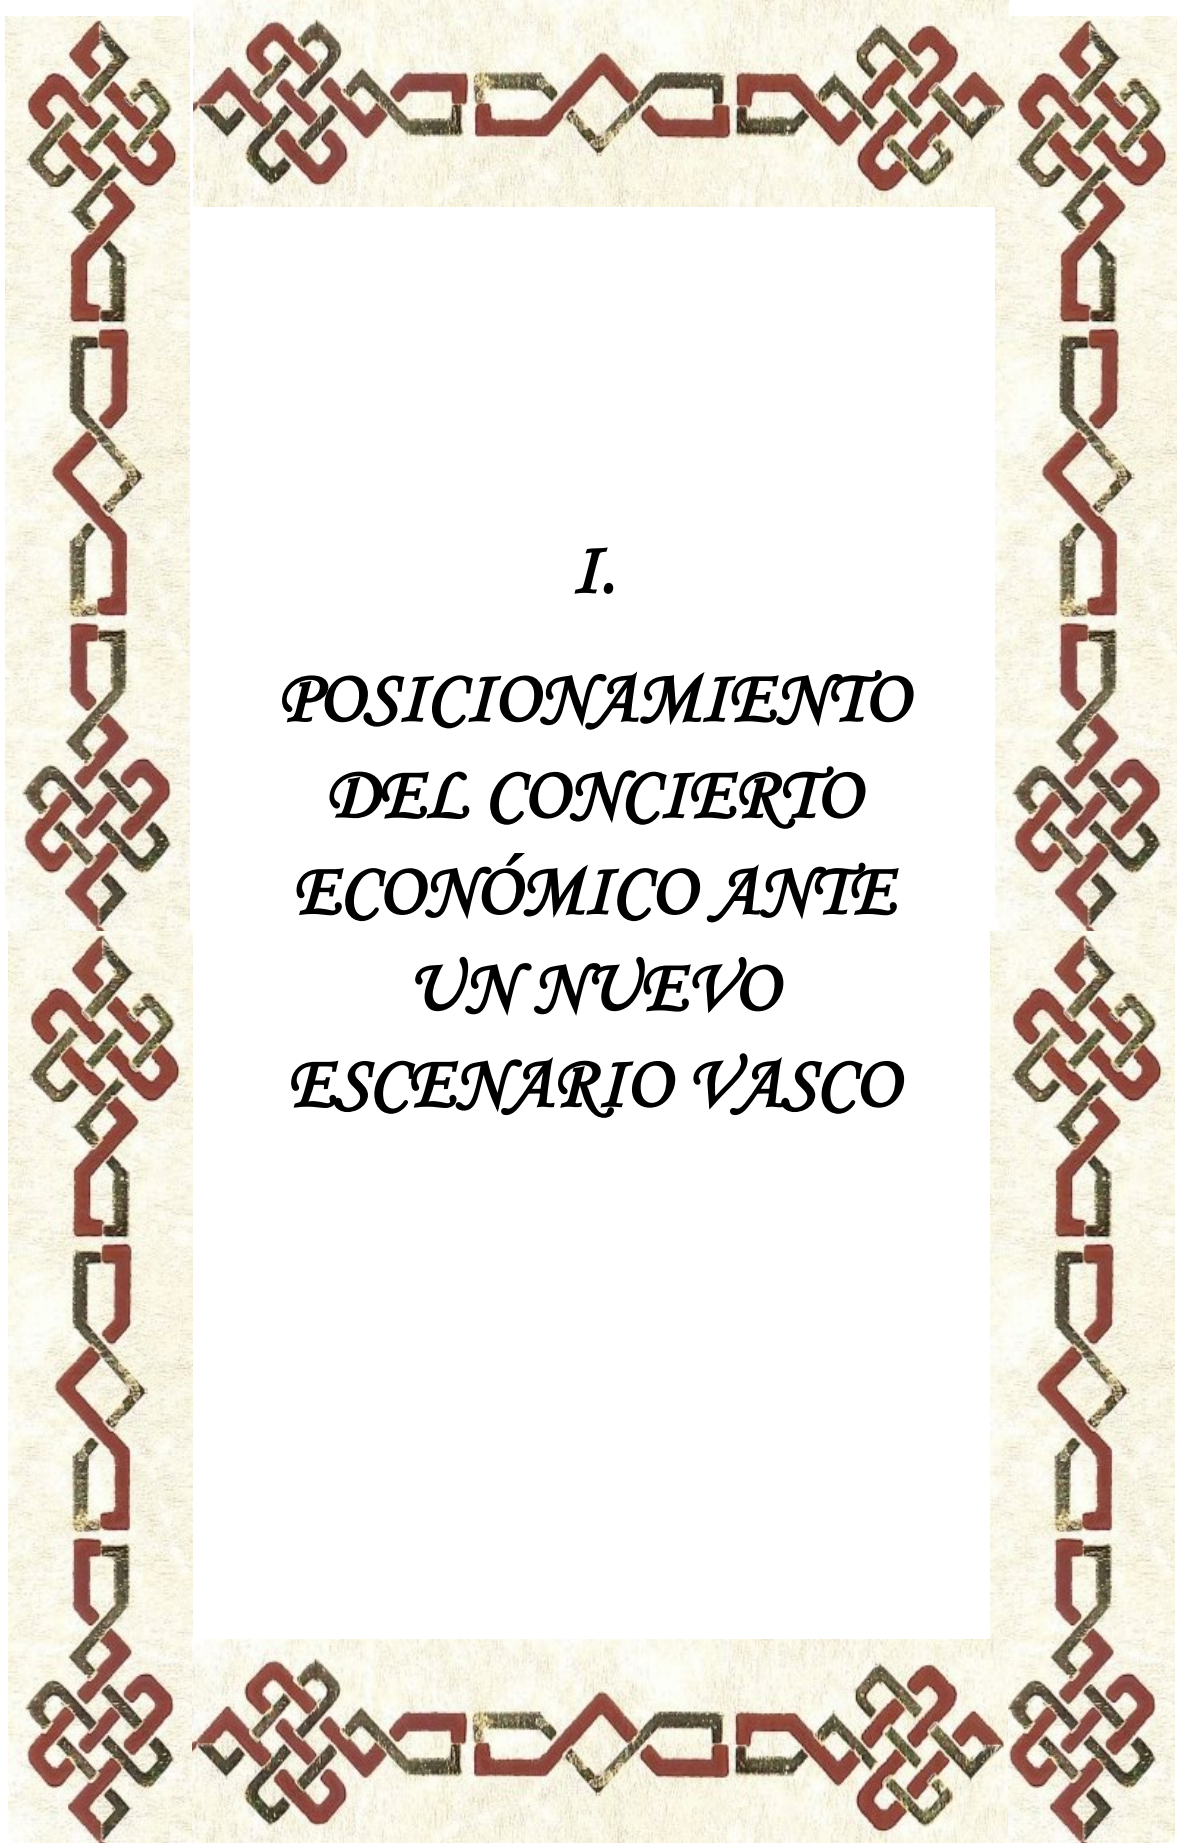 I.
POSICIONAMIENTO
DEL CONCIERTO
ECONÓMICO ANTE
UN NUEVO
ESCENARIO VASCO